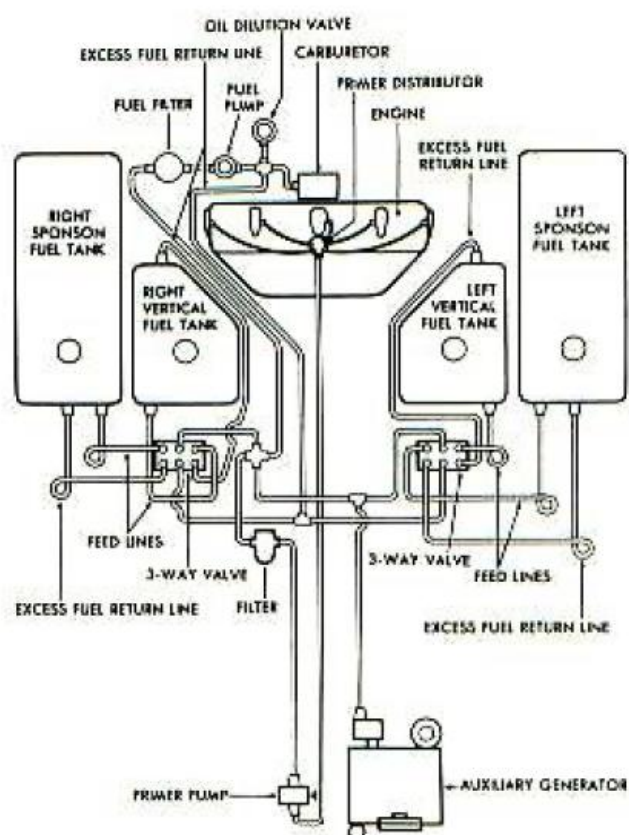 OIL DILUTION VALVE
EXCESS FUEL RETURN LINE
CARBURETOR
PRIMER DISTRIBUTOR
FUEL
PUMP
FUEL FILTER
ENGINE
EXCESS FUEL
RETURN LINE
RIGHT
SPONSON
FUEL TANK
LEFT
SPONSON
FUEL TANK
RIGHT
VERTICAL
FUEL TANK
LEFT
VERTICAL
FUEL TANK
FEED LINES
3-WAY VALVE
EXCESS FUEL RETURN LINE
FILTER
3-WAY VALVE
FEED LINES
EXCESS FUEL RETURN LINE
PRIMER PUMP
AUXILIARY GENERATOR